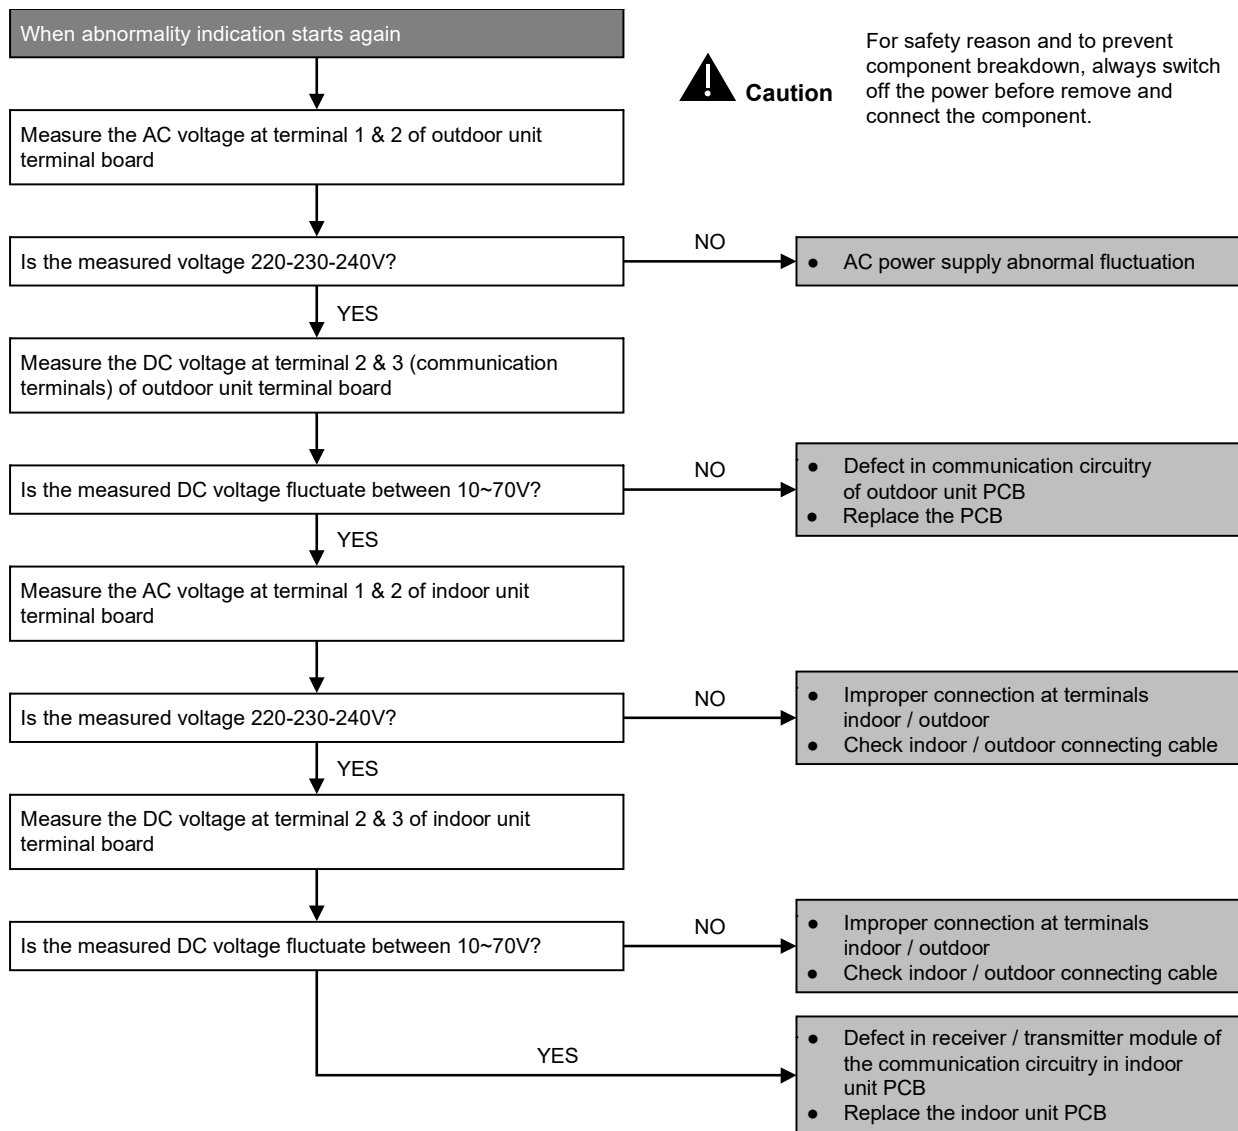 When abnormality indication starts again
Caution
For safety reason and to prevent
component breakdown, always switch
off the power before remove and
connect the component.
Measure the AC voltage at terminal 1 & 2 of outdoor unit
terminal board
Is the measured voltage 220-230-240V?
NO
● AC power supply abnormal fluctuation
YES
Measure the DC voltage at terminal 2 & 3 (communication
terminals) of outdoor unit terminal board
Is the measured DC voltage fluctuate between 10~70V?
NO
● Defect in communication circuitry
of outdoor unit PCB
● Replace the PCB
YES
Measure the AC voltage at terminal 1 & 2 of indoor unit
terminal board
Is the measured voltage 220-230-240V?
NO
● Improper connection at terminals
indoor / outdoor
● Check indoor / outdoor connecting cable
YES
Measure the DC voltage at terminal 2 & 3 of indoor unit
terminal board
Is the measured DC voltage fluctuate between 10~70V?
NO
● Improper connection at terminals
indoor / outdoor
● Check indoor / outdoor connecting cable
YES
● Defect in receiver / transmitter module of
the communication circuitry in indoor
unit PCB
● Replace the indoor unit PCB